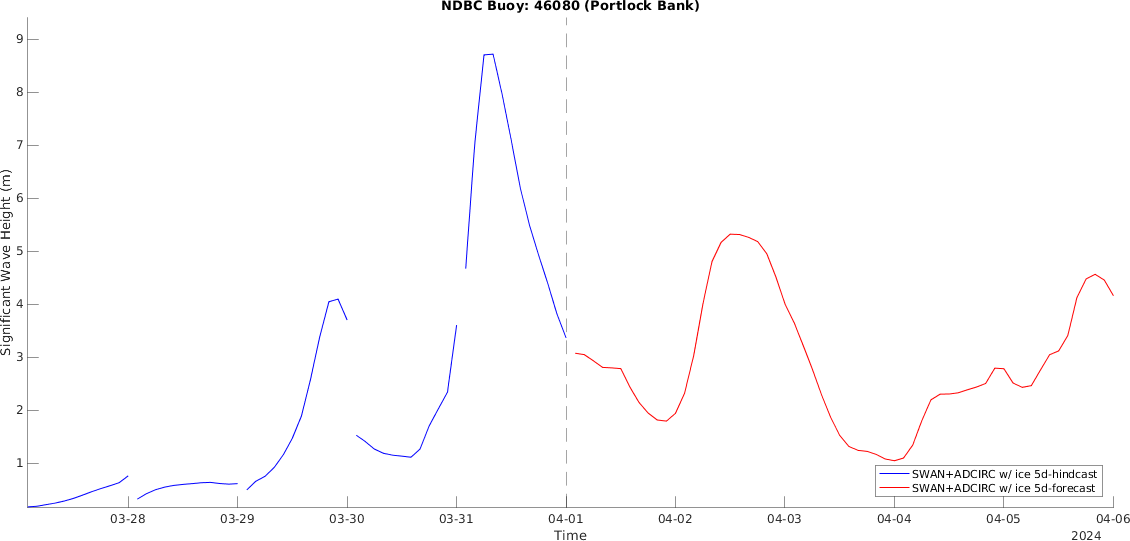 NDBC Buoy: 46080 (Portlock Bank)
Significant Wave Height (m)
9
8
7
6
5
4
3
2
1
SWAN+ADCIRC w/ ice 5d-hindcast
SWAN+ADCIRC w/ ice 5d-forecast
03-28 03-29 03-30 03-31 04-01 04-02 04-03 04-04 04-05 04-06
Time
2024